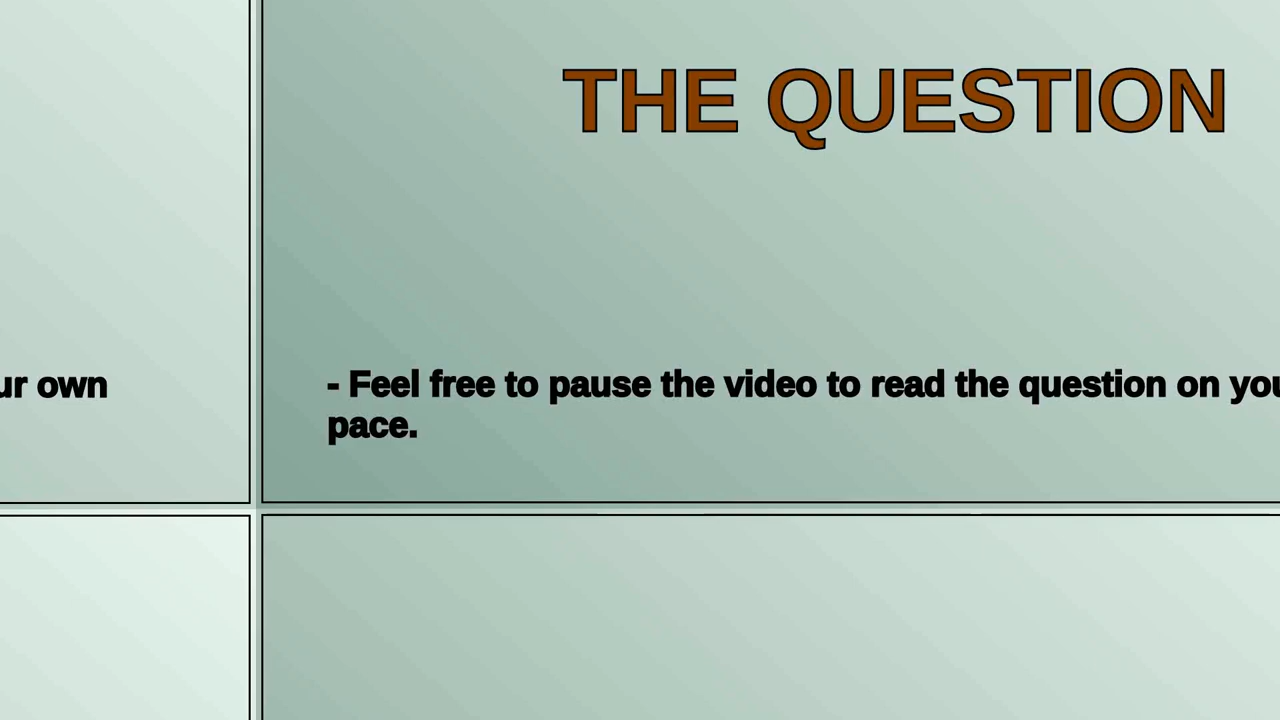 THE QUESTION
ur own
- Feel free to pause the video to read the question on you
pace.